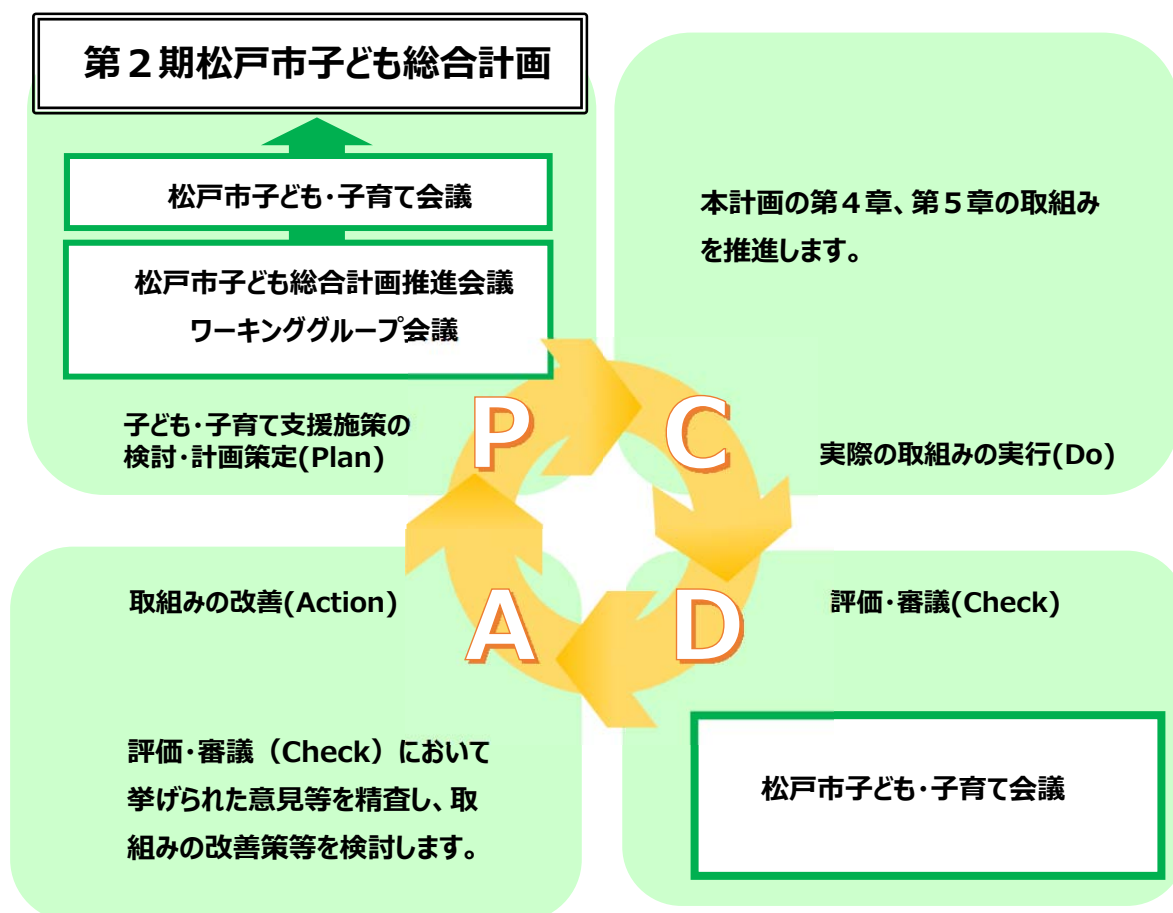 第２期松戸市子ども総合計画
松戸市子ども・子育て会議
松戸市子ども総合計画推進会議
ワーキンググループ会議
子ども・子育て支援施策の
検討・計画策定(Plan)
本計画の第４章、第５章の取組み
を推進します。
実際の取組みの実行(Do)
P
C
A
D
取組みの改善(Action)
評価・審議（Check）において
挙げられた意見等を精査し、取
組みの改善策等を検討します。
評価・審議(Check)
松戸市子ども・子育て会議